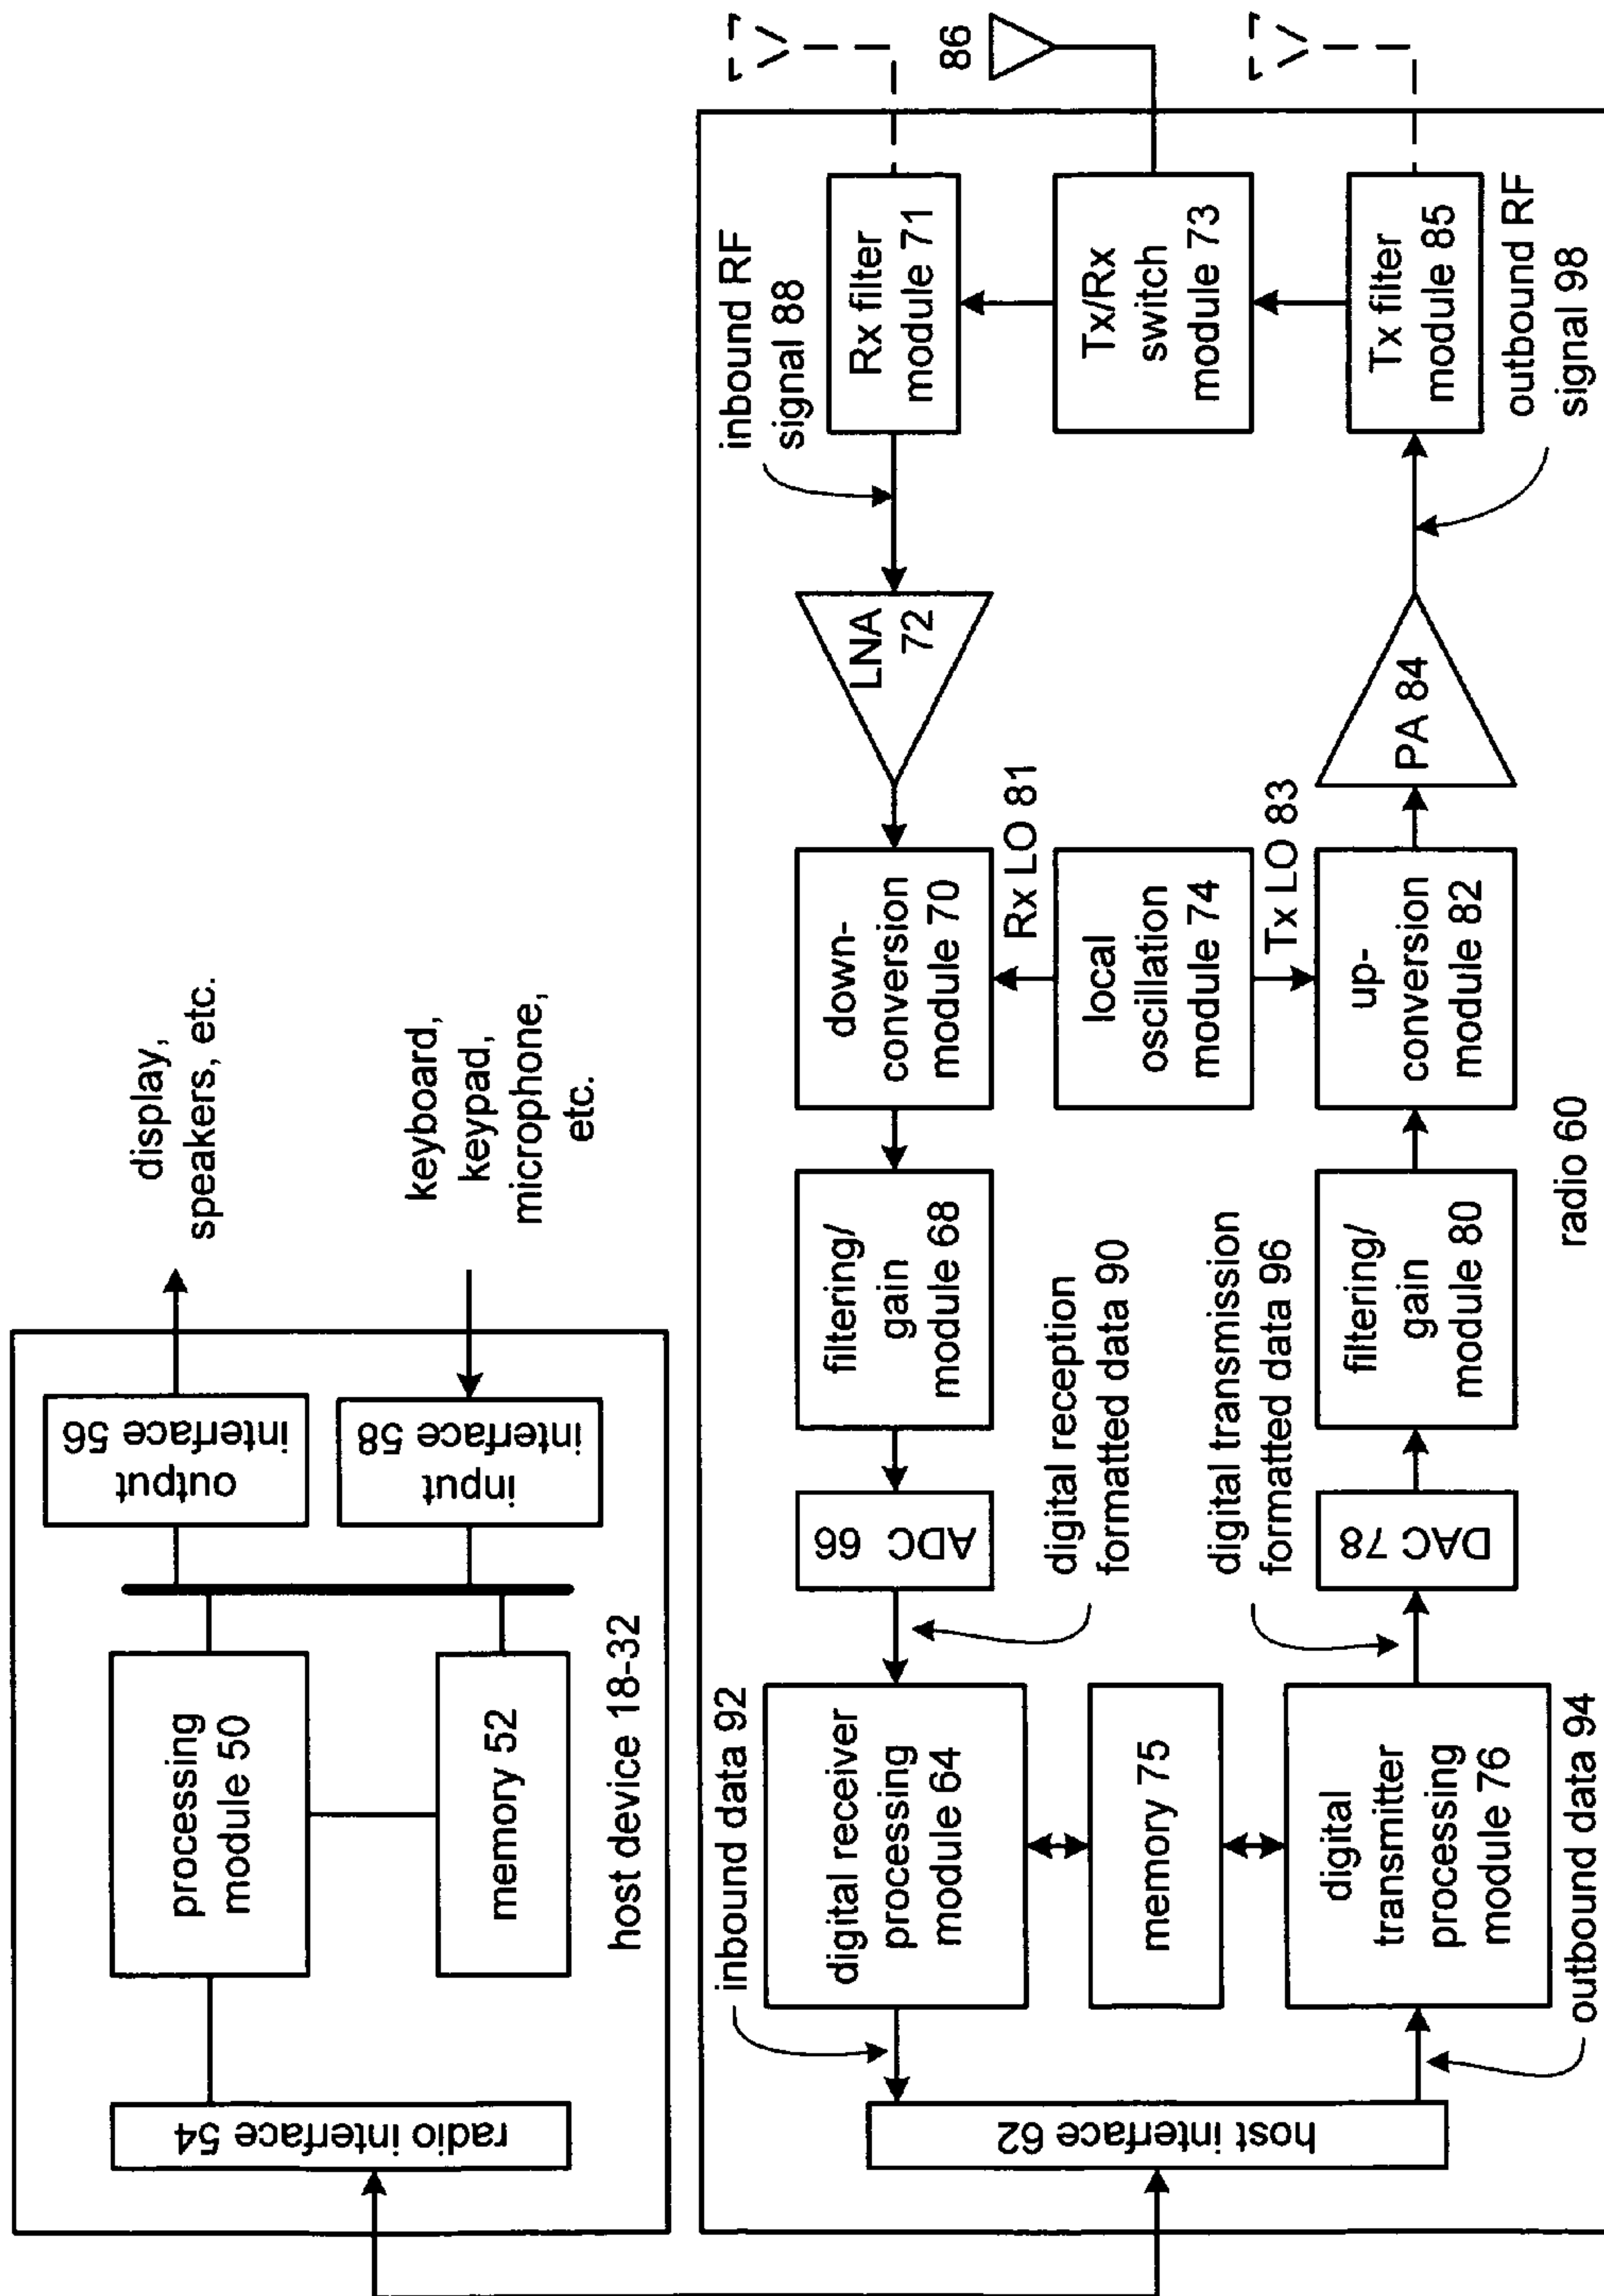 display,
speakers, etc.
keyboard,
keypad,
microphone,
etc.
output
interface 56
input
interface 58
processing
module 50
memory 52
radio interface 54
host device 18-32
86
inbound RF
signal 88
Rx filter
module 71
Tx/Rx
switch
module 73
Tx filter
module 85
outbound RF
signal 98
LNA
72
PA 84
down-
conversion
module 70
Rx LO 81
local
oscillation
module 74
Tx LO 83
up-
conversion
module 82
filtering/
gain
module 68
filtering/
gain
module 80
radio 60
ADC 66
digital reception
formatted data 90
digital transmission
formatted data 96
DAC 78
inbound data 92
digital receiver
processing
module 64
memory 75
digital
transmitter
processing
module 76
outbound data 94
host interface 62